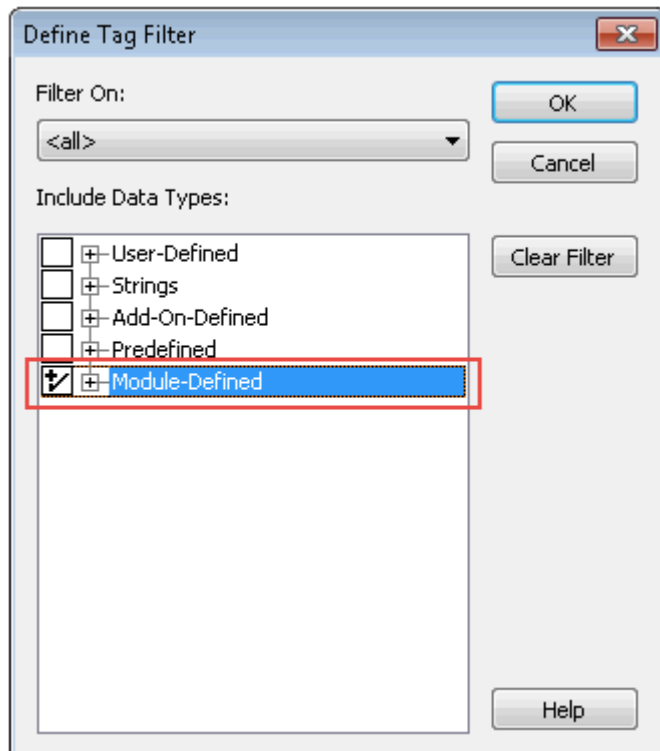 Define Tag Filter
Filter On:
<all>
Include Data Types:
User-Defined
Strings
Add-On-Defined
Predefined
Module-Defined
OK
Cancel
Clear Filter
Help